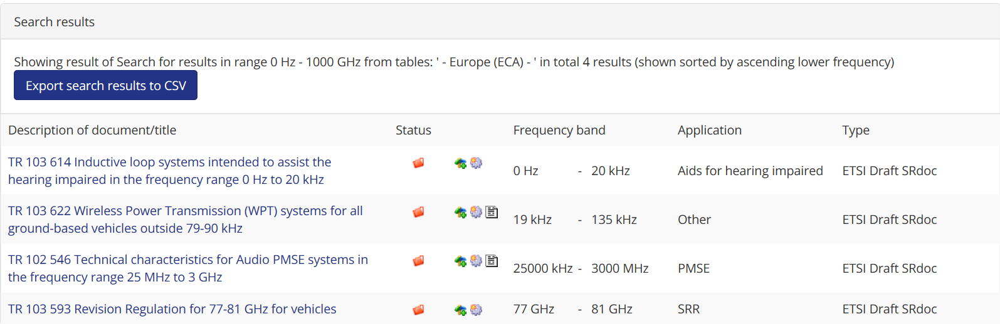 Search results
Showing result of Search for results in range 0 Hz - 1000 GHz from tables: ' - Europe (ECA) - ' in total 4 results (shown sorted by ascending lower frequency)
Export search results to CSV
Description of document/title Status Frequency band Application Type
TR 103 614 Inductive loop systems intended to assist the
hearing impaired in the frequency range 0 Hz to 20 kHz
0 Hz - 20 kHz Aids for hearing impaired ETSI Draft SRdoc
TR 103 622 Wireless Power Transmission (WPT) systems for all
ground-based vehicles outside 79-90 kHz
19 kHz - 135 kHz Other ETSI Draft SRdoc
TR 102 546 Technical characteristics for Audio PMSE systems in
the frequency range 25 MHz to 3 GHz
25000 kHz - 3000 MHz PMSE ETSI Draft SRdoc
TR 103 593 Revision Regulation for 77-81 GHz for vehicles 77 GHz - 81 GHz SRR ETSI Draft SRdoc